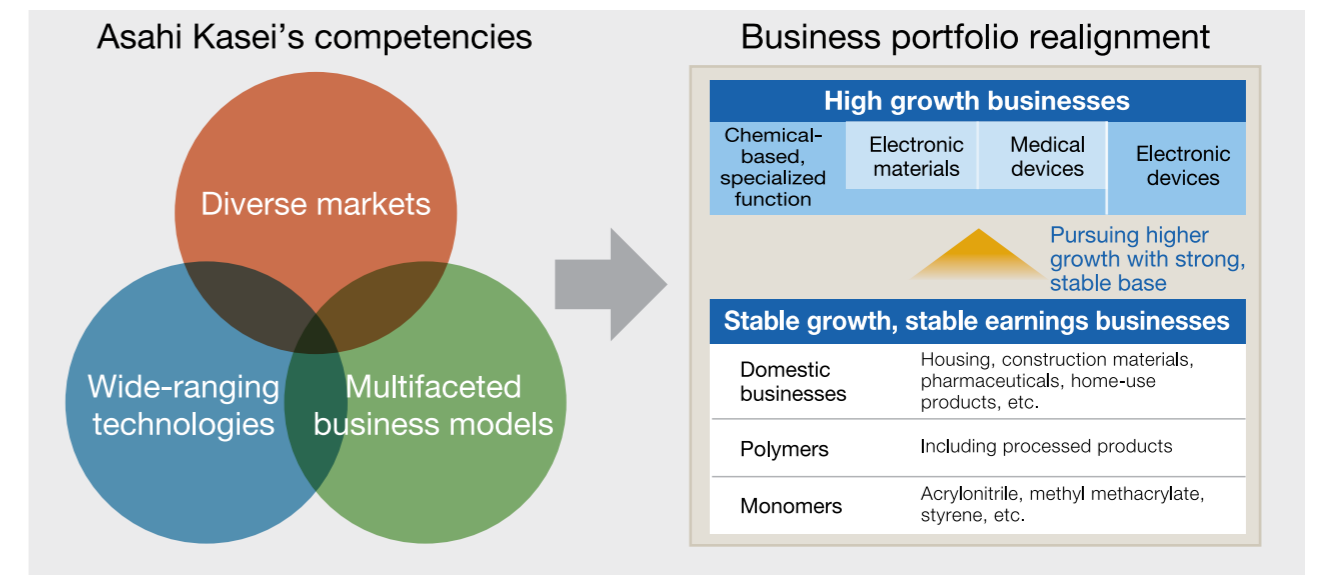 Asahi Kasei's competencies
Diverse markets
Wide-ranging
technologies
Multifaceted
business models
Business portfolio realignment
High growth businesses
Chemical-
based,
specialized
function
Electronic
materials
Medical
devices
Electronic
devices
Pursuing higher
growth with strong,
stable base
Stable growth, stable earnings businesses
Domestic
businesses
Housing, construction materials,
pharmaceuticals, home-use
products, etc.
Polymers
Including processed products
Monomers
Acrylonitrile, methyl methacrylate,
styrene, etc.